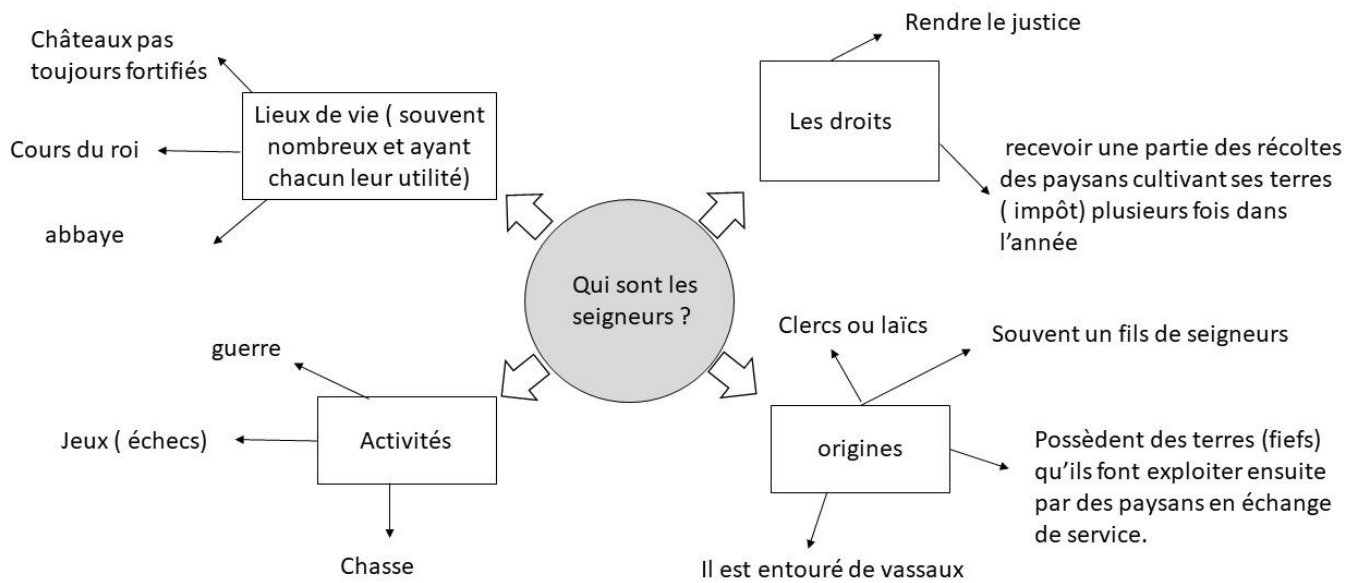 Qui sont les
seigneurs ?
Châteaux pas
toujours fortifiés
Lieux de vie ( souvent
nombreux et ayant
chacun leur utilité)
Cours du roi
abbaye
Rendre le justice
Les droits
recevoir une partie des récoltes
des paysans cultivant ses terres
( impôt) plusieurs fois dans
l’année
guerre
Jeux ( échecs)
Activités
Chasse
Clercs ou laïcs
Souvent un fils de seigneurs
origines
Possèdent des terres (fiefs)
qu’ils font exploiter ensuite
par des paysans en échange
de service.
Il est entouré de vassaux